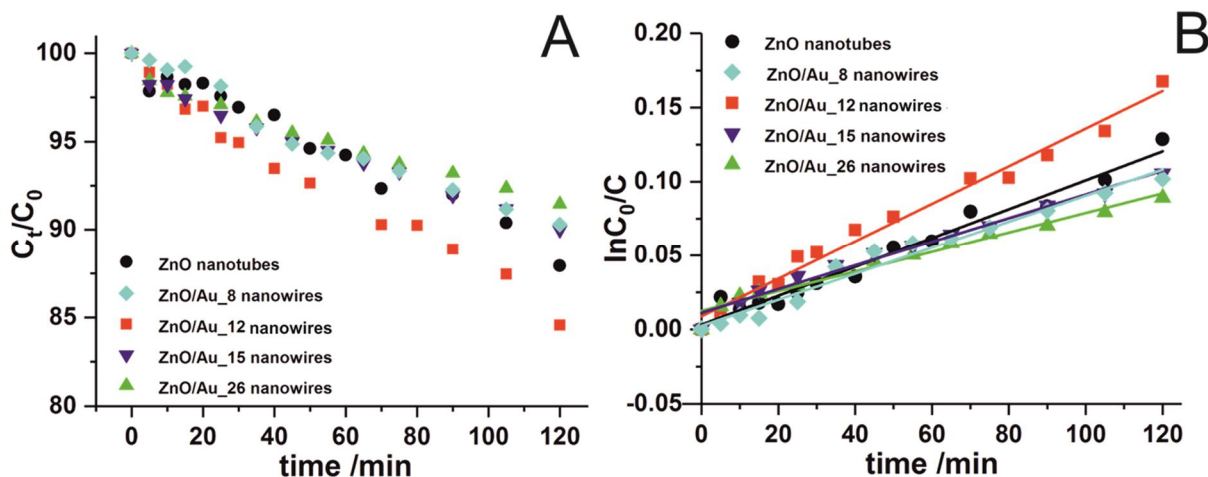 A
100
95
90
85
80
C_t/C_0
0
20
40
60
80
100
120
time /min
ZnO nanotubes
ZnO/Au_8 nanowires
ZnO/Au_12 nanowires
ZnO/Au_15 nanowires
ZnO/Au_26 nanowires
B
ZnO nanotubes
ZnO/Au_8 nanowires
ZnO/Au_12 nanowires
ZnO/Au_15 nanowires
ZnO/Au_26 nanowires
0.20
0.15
0.10
0.05
0.00
-0.05
lnC_0/C
0
20
40
60
80
100
120
time /min